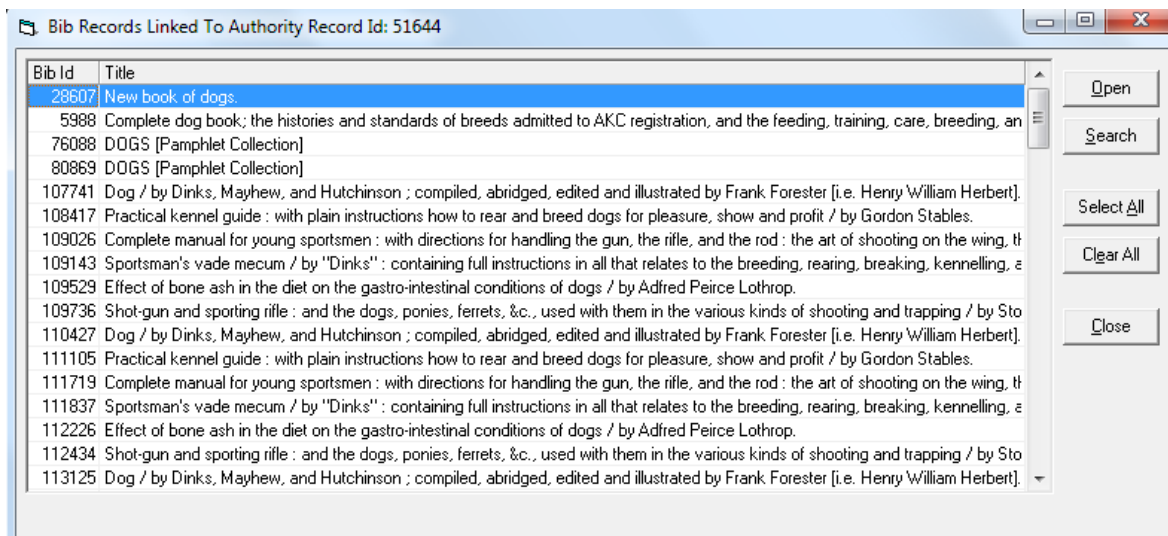 Bib Records Linked To Authority Record Id: 51644
Bib Id Title
28607 New book of dogs.
5988 Complete dog book; the histories and standards of breeds admitted to AKC registration, and the feeding, training, care, breeding, an
76088 DOGS [Pamphlet Collection]
80869 DOGS [Pamphlet Collection]
107741 Dog / by Dinks, Mayhew, and Hutchinson ; compiled, abridged, edited and illustrated by Frank Forester [i.e. Henry William Herbert].
108417 Practical kennel guide : with plain instructions how to rear and breed dogs for pleasure, show and profit / by Gordon Stables.
109026 Complete manual for young sportsmen : with directions for handling the gun, the rifle, and the rod : the art of shooting on the wing, th
109143 Sportsman's vade mecum / by "Dinks" : containing full instructions in all that relates to the breeding, rearing, breaking, kennelling, a
109529 Effect of bone ash in the diet on the gastro-intestinal conditions of dogs / by Adfred Peirce Lothrop.
109736 Shot-gun and sporting rifle : and the dogs, ponies, ferrets, &c., used with them in the various kinds of shooting and trapping / by Sto
110427 Dog / by Dinks, Mayhew, and Hutchinson ; compiled, abridged, edited and illustrated by Frank Forester [i.e. Henry William Herbert].
111105 Practical kennel guide : with plain instructions how to rear and breed dogs for pleasure, show and profit / by Gordon Stables.
111719 Complete manual for young sportsmen : with directions for handling the gun, the rifle, and the rod : the art of shooting on the wing, th
111837 Sportsman's vade mecum / by "Dinks" : containing full instructions in all that relates to the breeding, rearing, breaking, kennelling, a
112226 Effect of bone ash in the diet on the gastro-intestinal conditions of dogs / by Adfred Peirce Lothrop.
112434 Shot-gun and sporting rifle : and the dogs, ponies, ferrets, &c., used with them in the various kinds of shooting and trapping / by Sto
113125 Dog / by Dinks, Mayhew, and Hutchinson ; compiled, abridged, edited and illustrated by Frank Forester [i.e. Henry William Herbert].
Open
Search
Select All
Clear All
Close